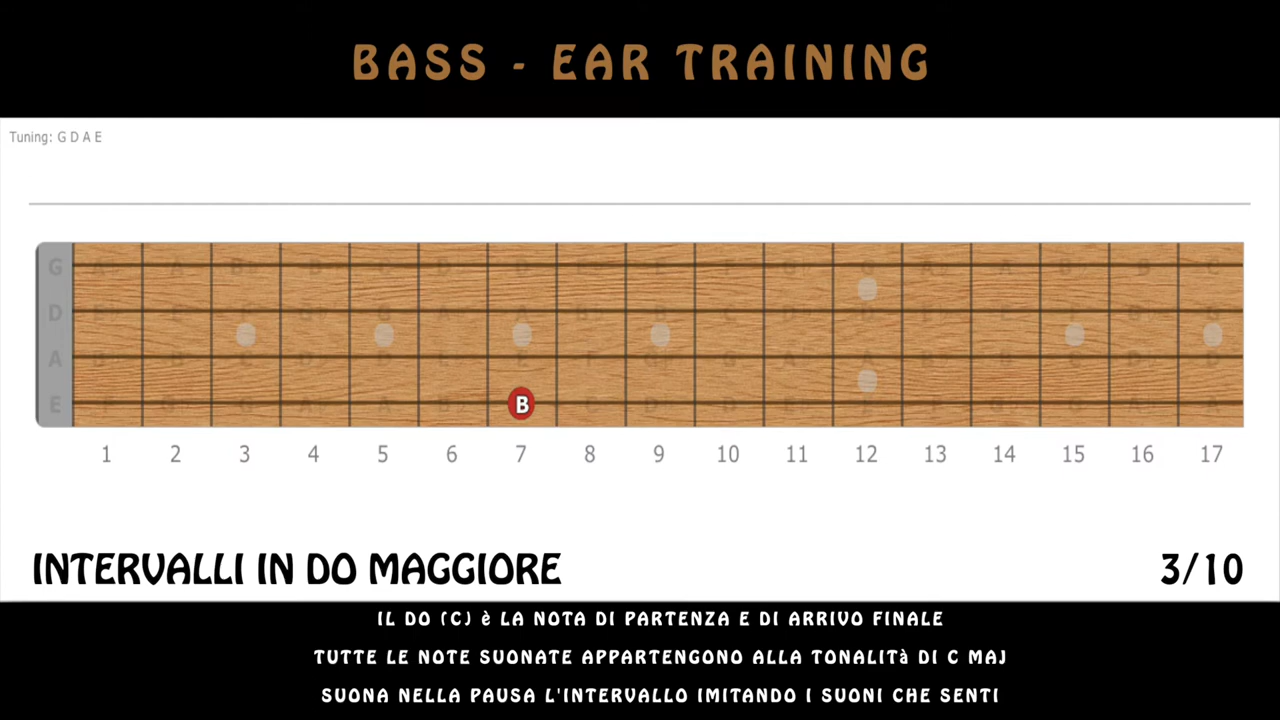 BASS - EAR TRAINING
Tuning: G D A E
G
D
A
E
B
1 2 3 4 5 6 7 8 9 10 11 12 13 14 15 16 17
INTERVALLI IN DO MAGGIORE
3/10
IL DO (C) è LA NOTA DI PARTENZA E DI ARRIVO FINALE
TUTTE LE NOTE SUONATE APPARTENGONO ALLA TONALITà DI C MAJ
SUONA NELLA PAUSA L'INTERVALLO IMITANDO I SUONI CHE SENTI